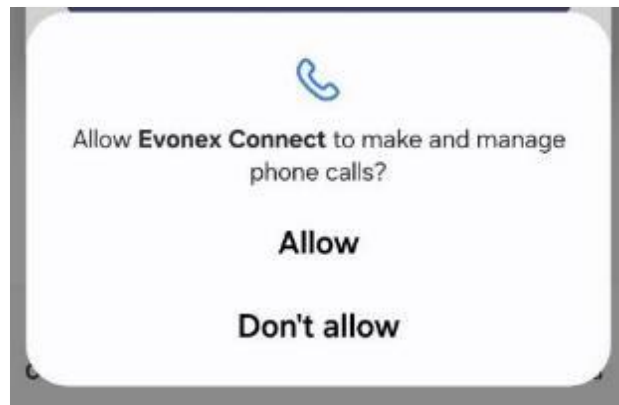 Allow Evonex Connect to make and manage
phone calls?
Allow
Don't allow